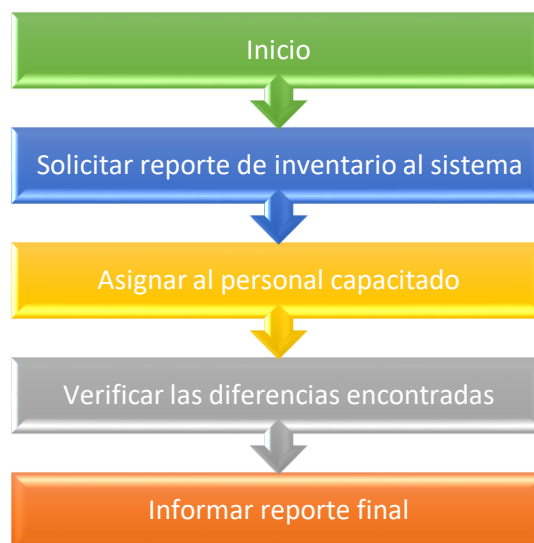 Inicio
Solicitar reporte de inventario al sistema
Asignar al personal capacitado
Verificar las diferencias encontradas
Informar reporte final